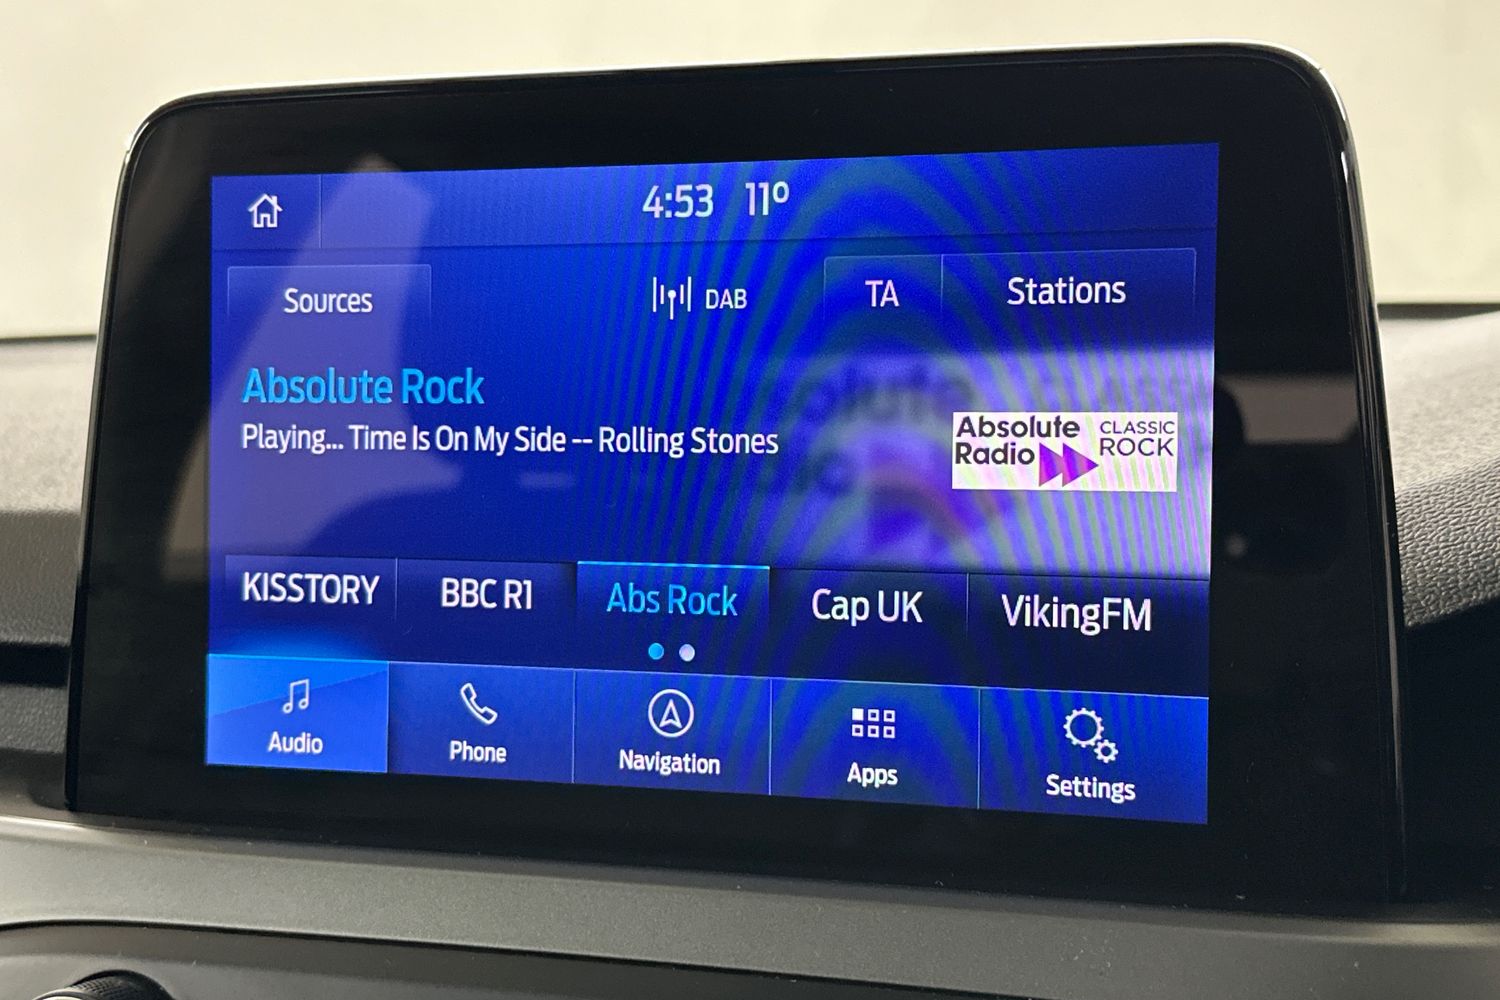 4:53 11°
Sources
DAB
TA
Stations
Absolute Rock
Playing... Time Is On My Side -- Rolling Stones
Absolute
Radio
CLASSIC
ROCK
KISSTORY
BBC R1
Abs Rock
Cap UK
VikingFM
Audio
Phone
Navigation
Apps
Settings